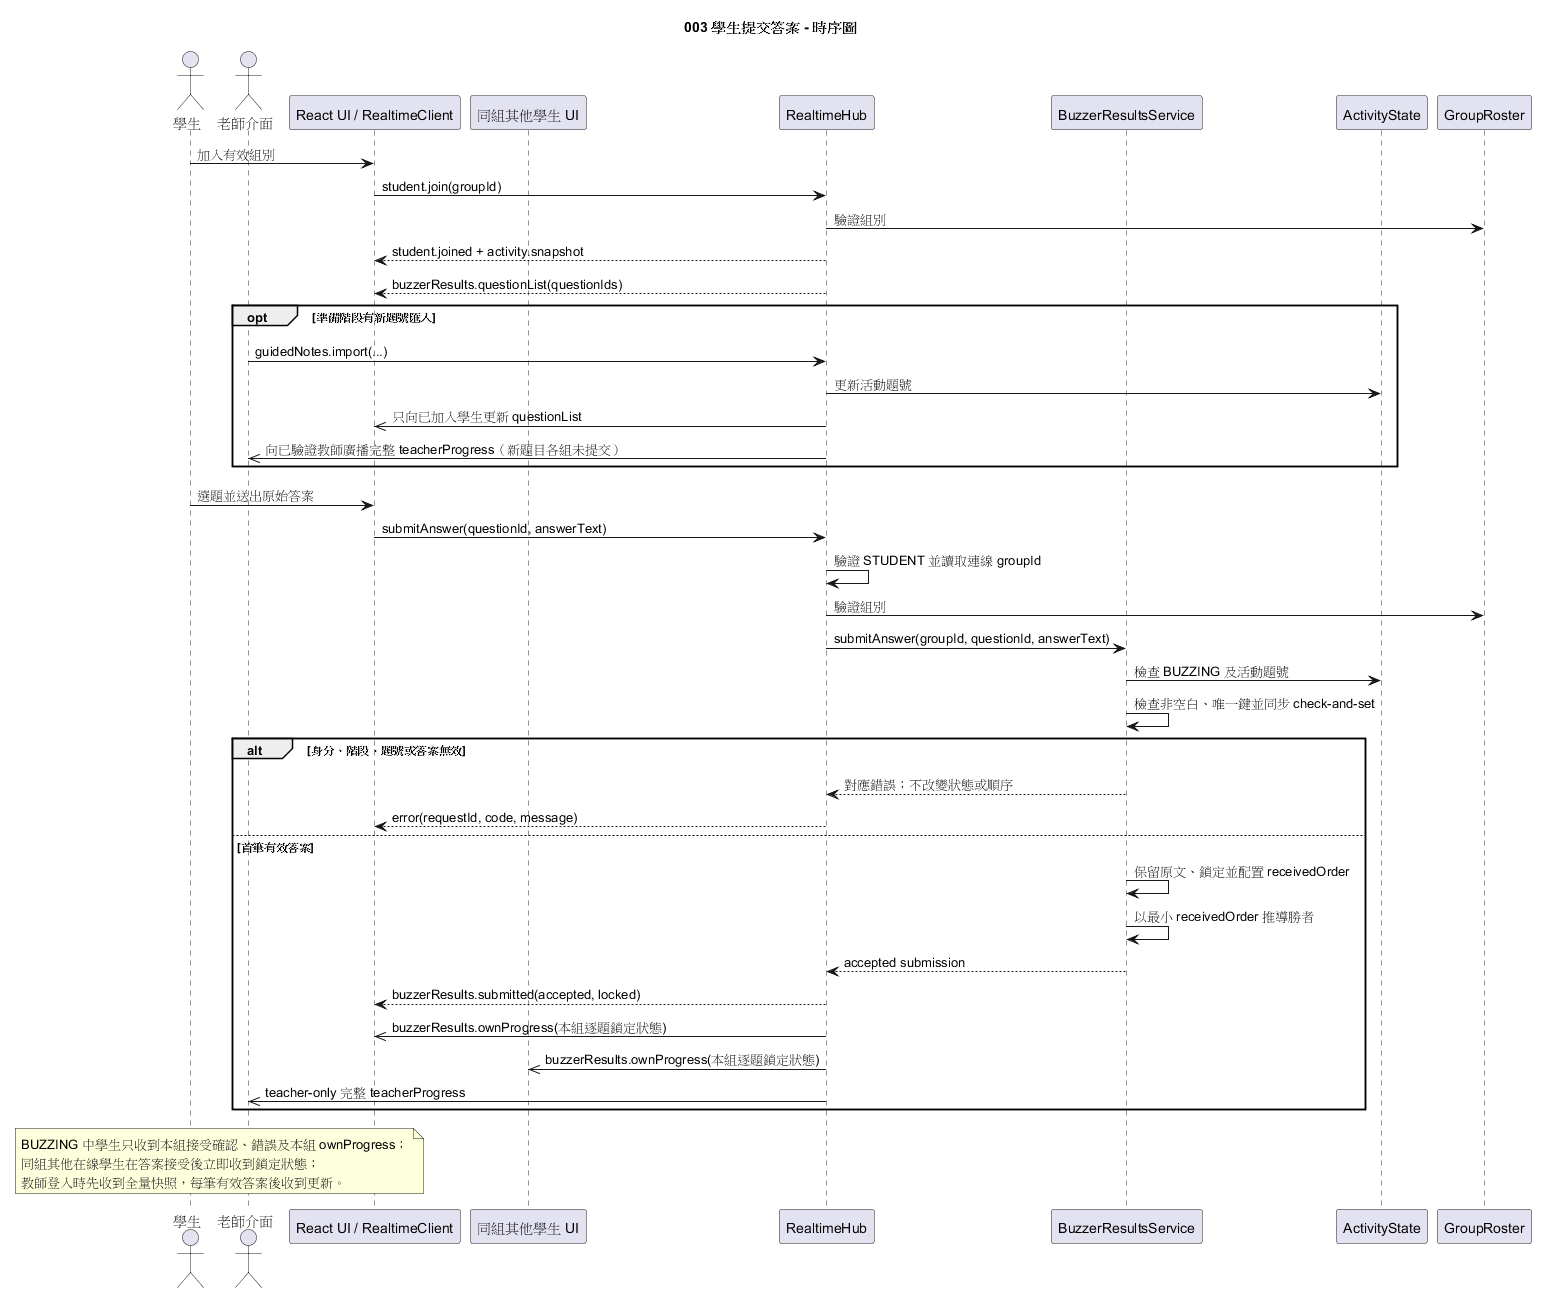 003 學生提交答案 - 時序圖
學生
老師介面
React UI / RealtimeClient
同組其他學生 UI
RealtimeHub
BuzzerResultsService
ActivityState
GroupRoster
加入有效組別
student.join(groupId)
驗證組別
student.joined + activity.snapshot
buzzerResults.questionList(questionIds)
opt
[準備階段有新題號匯入]
guidedNotes.import(...)
更新活動題號
只向已加入學生更新 questionList
向已驗證教師廣播完整 teacherProgress（新題目各組未提交）
選題並送出原始答案
submitAnswer(questionId, answerText)
驗證 STUDENT 並讀取連線 groupId
驗證組別
submitAnswer(groupId, questionId, answerText)
檢查 BUZZING 及活動題號
檢查非空白、唯一鍵並同步 check-and-set
alt
[身分、階段、題號或答案無效]
對應錯誤；不改變狀態或順序
error(requestId, code, message)
[首筆有效答案]
保留原文、鎖定並配置 receivedOrder
以最小 receivedOrder 推導勝者
accepted submission
buzzerResults.submitted(accepted, locked)
buzzerResults.ownProgress(本組逐題鎖定狀態)
buzzerResults.ownProgress(本組逐題鎖定狀態)
teacher-only 完整 teacherProgress
BUZZING 中學生只收到本組接受確認、錯誤及本組 ownProgress；
同組其他在線學生在答案接受後立即收到鎖定狀態；
教師登入時先收到全量快照，每筆有效答案後收到更新。
學生
老師介面
React UI / RealtimeClient
同組其他學生 UI
RealtimeHub
BuzzerResultsService
ActivityState
GroupRoster